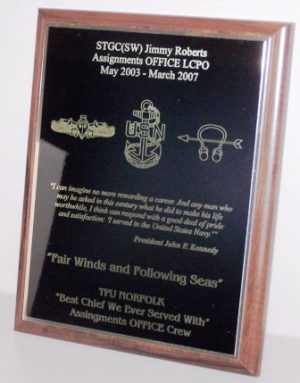 STGC(SW) Jimmy Roberts
Assignments OFFICE LCPO
May 2003 - March 2007
USN
"I can imagine no more rewarding a career. And any man who
may be asked in this century what he did to make his life
worthwhile, I think can respond with a good deal of pride
and satisfaction: 'I served in the United States Navy.'"
President John F. Kennedy
"Fair Winds and Following Seas"
TPU NORFOLK
"Best Chief We Ever Served With"
Assingments OFFICE Crew